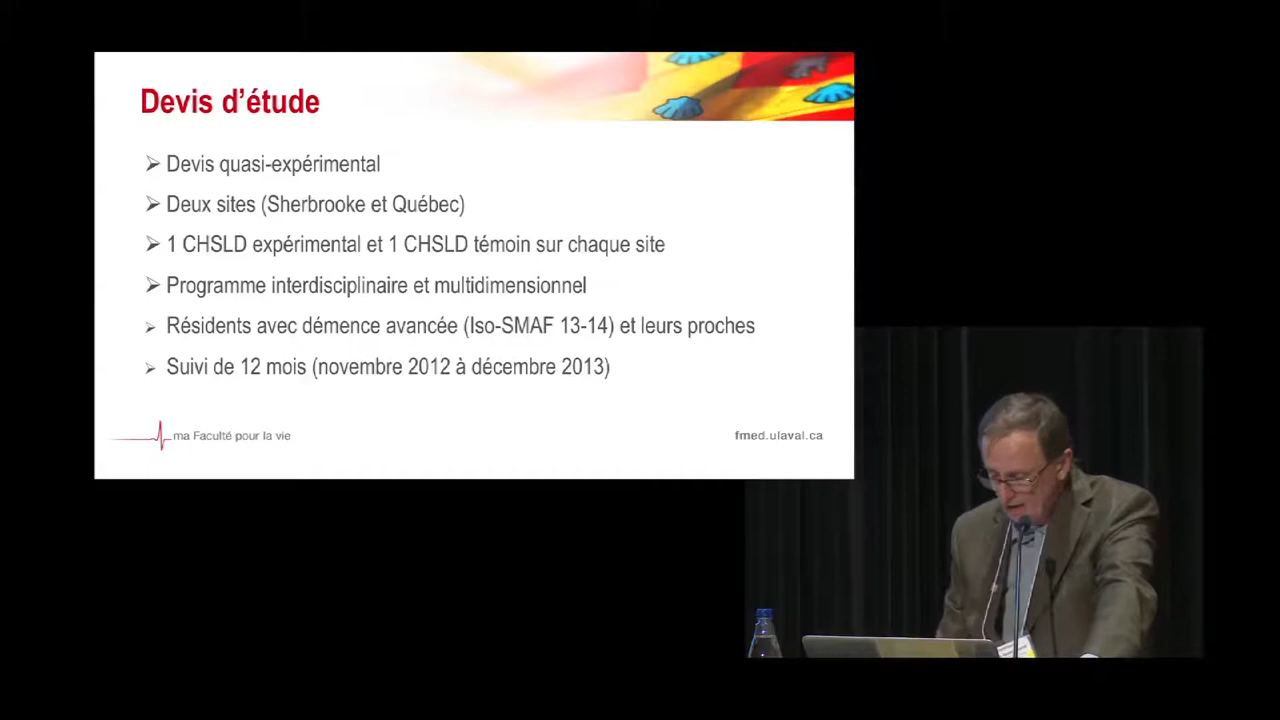 Devis d'étude
Devis quasi-expérimental
Deux sites (Sherbrooke et Québec)
1 CHSLD expérimental et 1 CHSLD témoin sur chaque site
Programme interdisciplinaire et multidimensionnel
Résidents avec démence avancée (Iso-SMAF 13-14) et leurs proches
Suivi de 12 mois (novembre 2012 à décembre 2013)
ma Faculté pour la vie
fmed.ulaval.ca